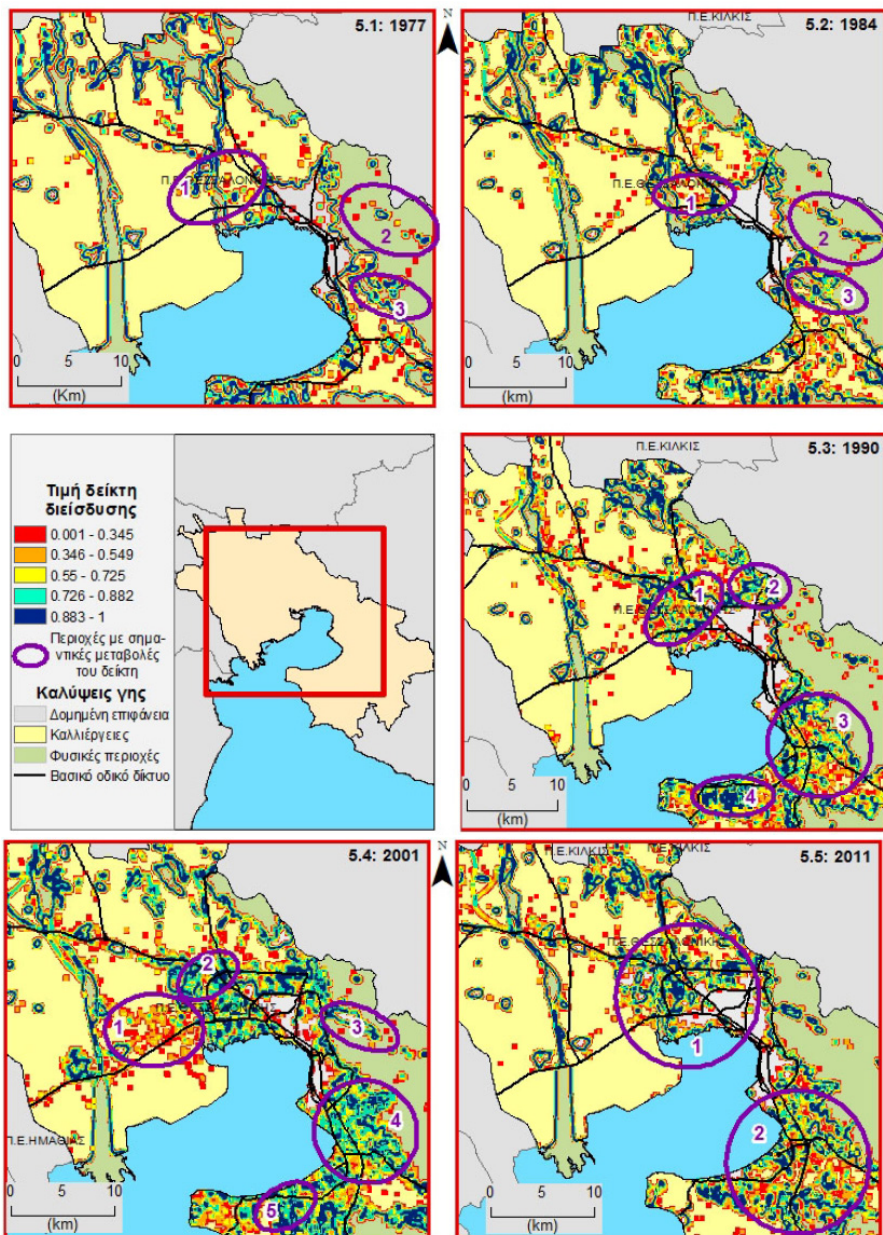 5.1: 1977
Π.Ε.ΘΕΣΣΑΛΟΝΙΚΗΣ
1
2
3
0 5 10
(Km)
N
Π.Ε.ΚΙΛΚΙΣ
5.2: 1984
1
2
3
0 5 10
(km)
Τιμή δείκτη
διείσδυσης
0.001 - 0.345
0.346 - 0.549
0.55 - 0.725
0.726 - 0.882
0.883 - 1
Περιοχές με σημα-
ντικές μεταβολές
του δείκτη
Καλύψεις γης
Δομημένη επιφάνεια
Καλλιέργειες
Φυσικές περιοχές
Βασικό οδικό δίκτυο
Π.Ε.ΚΙΛΚΙΣ
5.3: 1990
1
2
Π.Ε.ΘΕΣΣΑΛΟΝΙΚΗΣ
3
4
0 5 10
(km)
5.4: 2001
2
1
3
4
Π.Ε.ΗΜΑΘΙΑΣ
5
0 5 10
(km)
N
Π.Ε.ΚΙΛΚΙΣ
Π.Ε.ΚΙΛΚΙΣ
5.5: 2011
Π.Ε.ΘΕΣΣΑΛΟΝΙΚΗΣ
1
2
0 5 10
(km)